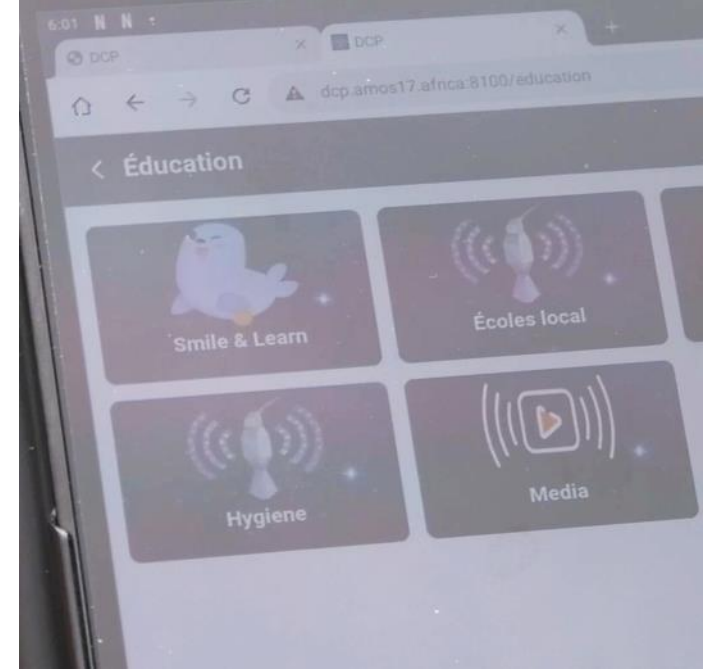 6:01 N N
DCP
DCP
dcp.amos17.africa:8100/education
Éducation
Smile & Learn
Écoles local
Hygiene
Media